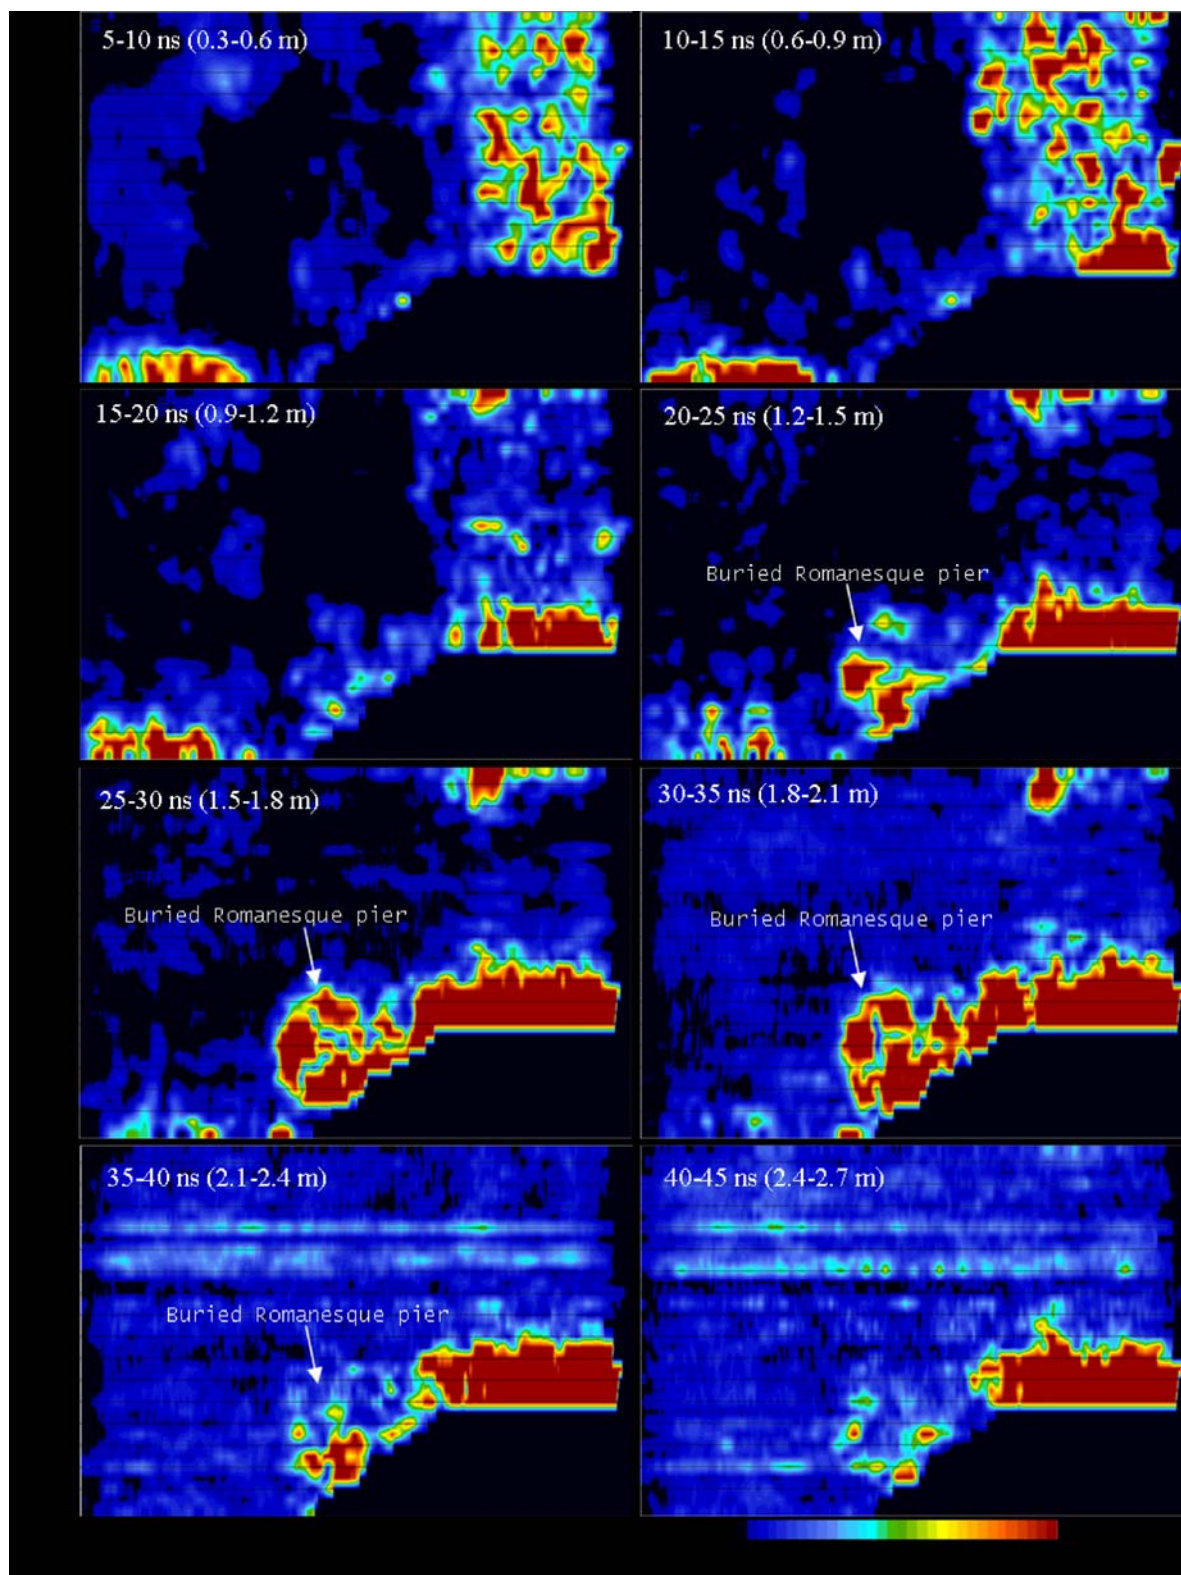 5-10 ns (0.3-0.6 m)
10-15 ns (0.6-0.9 m)
15-20 ns (0.9-1.2 m)
20-25 ns (1.2-1.5 m)
Buried Romanesque pier
25-30 ns (1.5-1.8 m)
30-35 ns (1.8-2.1 m)
Buried Romanesque pier
Buried Romanesque pier
35-40 ns (2.1-2.4 m)
40-45 ns (2.4-2.7 m)
Buried Romanesque pier